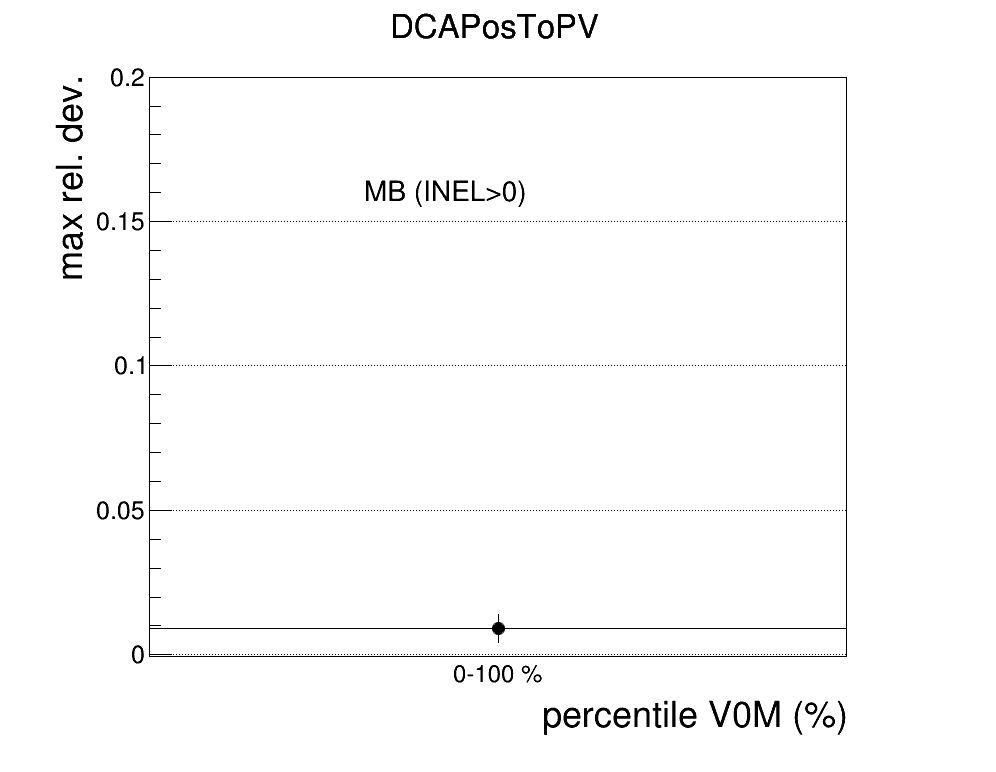 DCAPosToPV
max rel. dev.
0.2
MB (INEL>0)
0.15
0.1
0.05
0
0-100 %
percentile V0M (%)